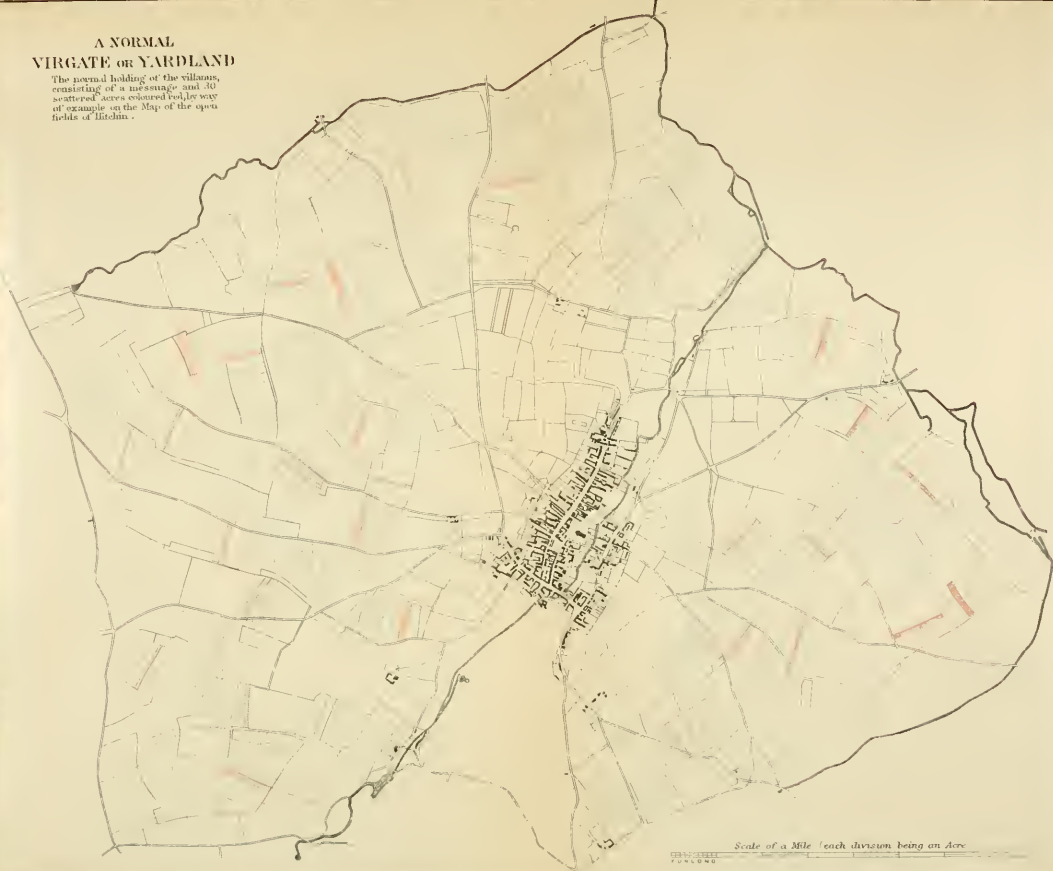 A NORMAL
VIRGATE OR YARDLAND
The normal holding of the villanus,
consisting of a messuage and 30
scattered acres coloured red, by way
of example on the Map of the open
fields of Hitchin.
Scale of a Mile (each division being an Acre
FURLONG